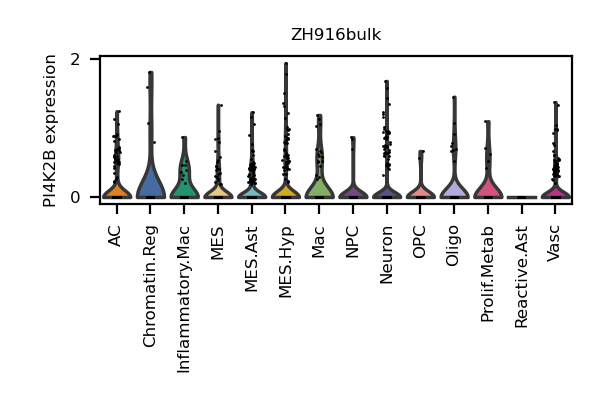 ZH916bulk
PI4K2B expression
2
0
AC
Chromatin.Reg
Inflammatory.Mac
MES
MES.Ast
MES.Hyp
Mac
NPC
Neuron
OPC
Oligo
Prolif.Metab
Reactive.Ast
Vasc